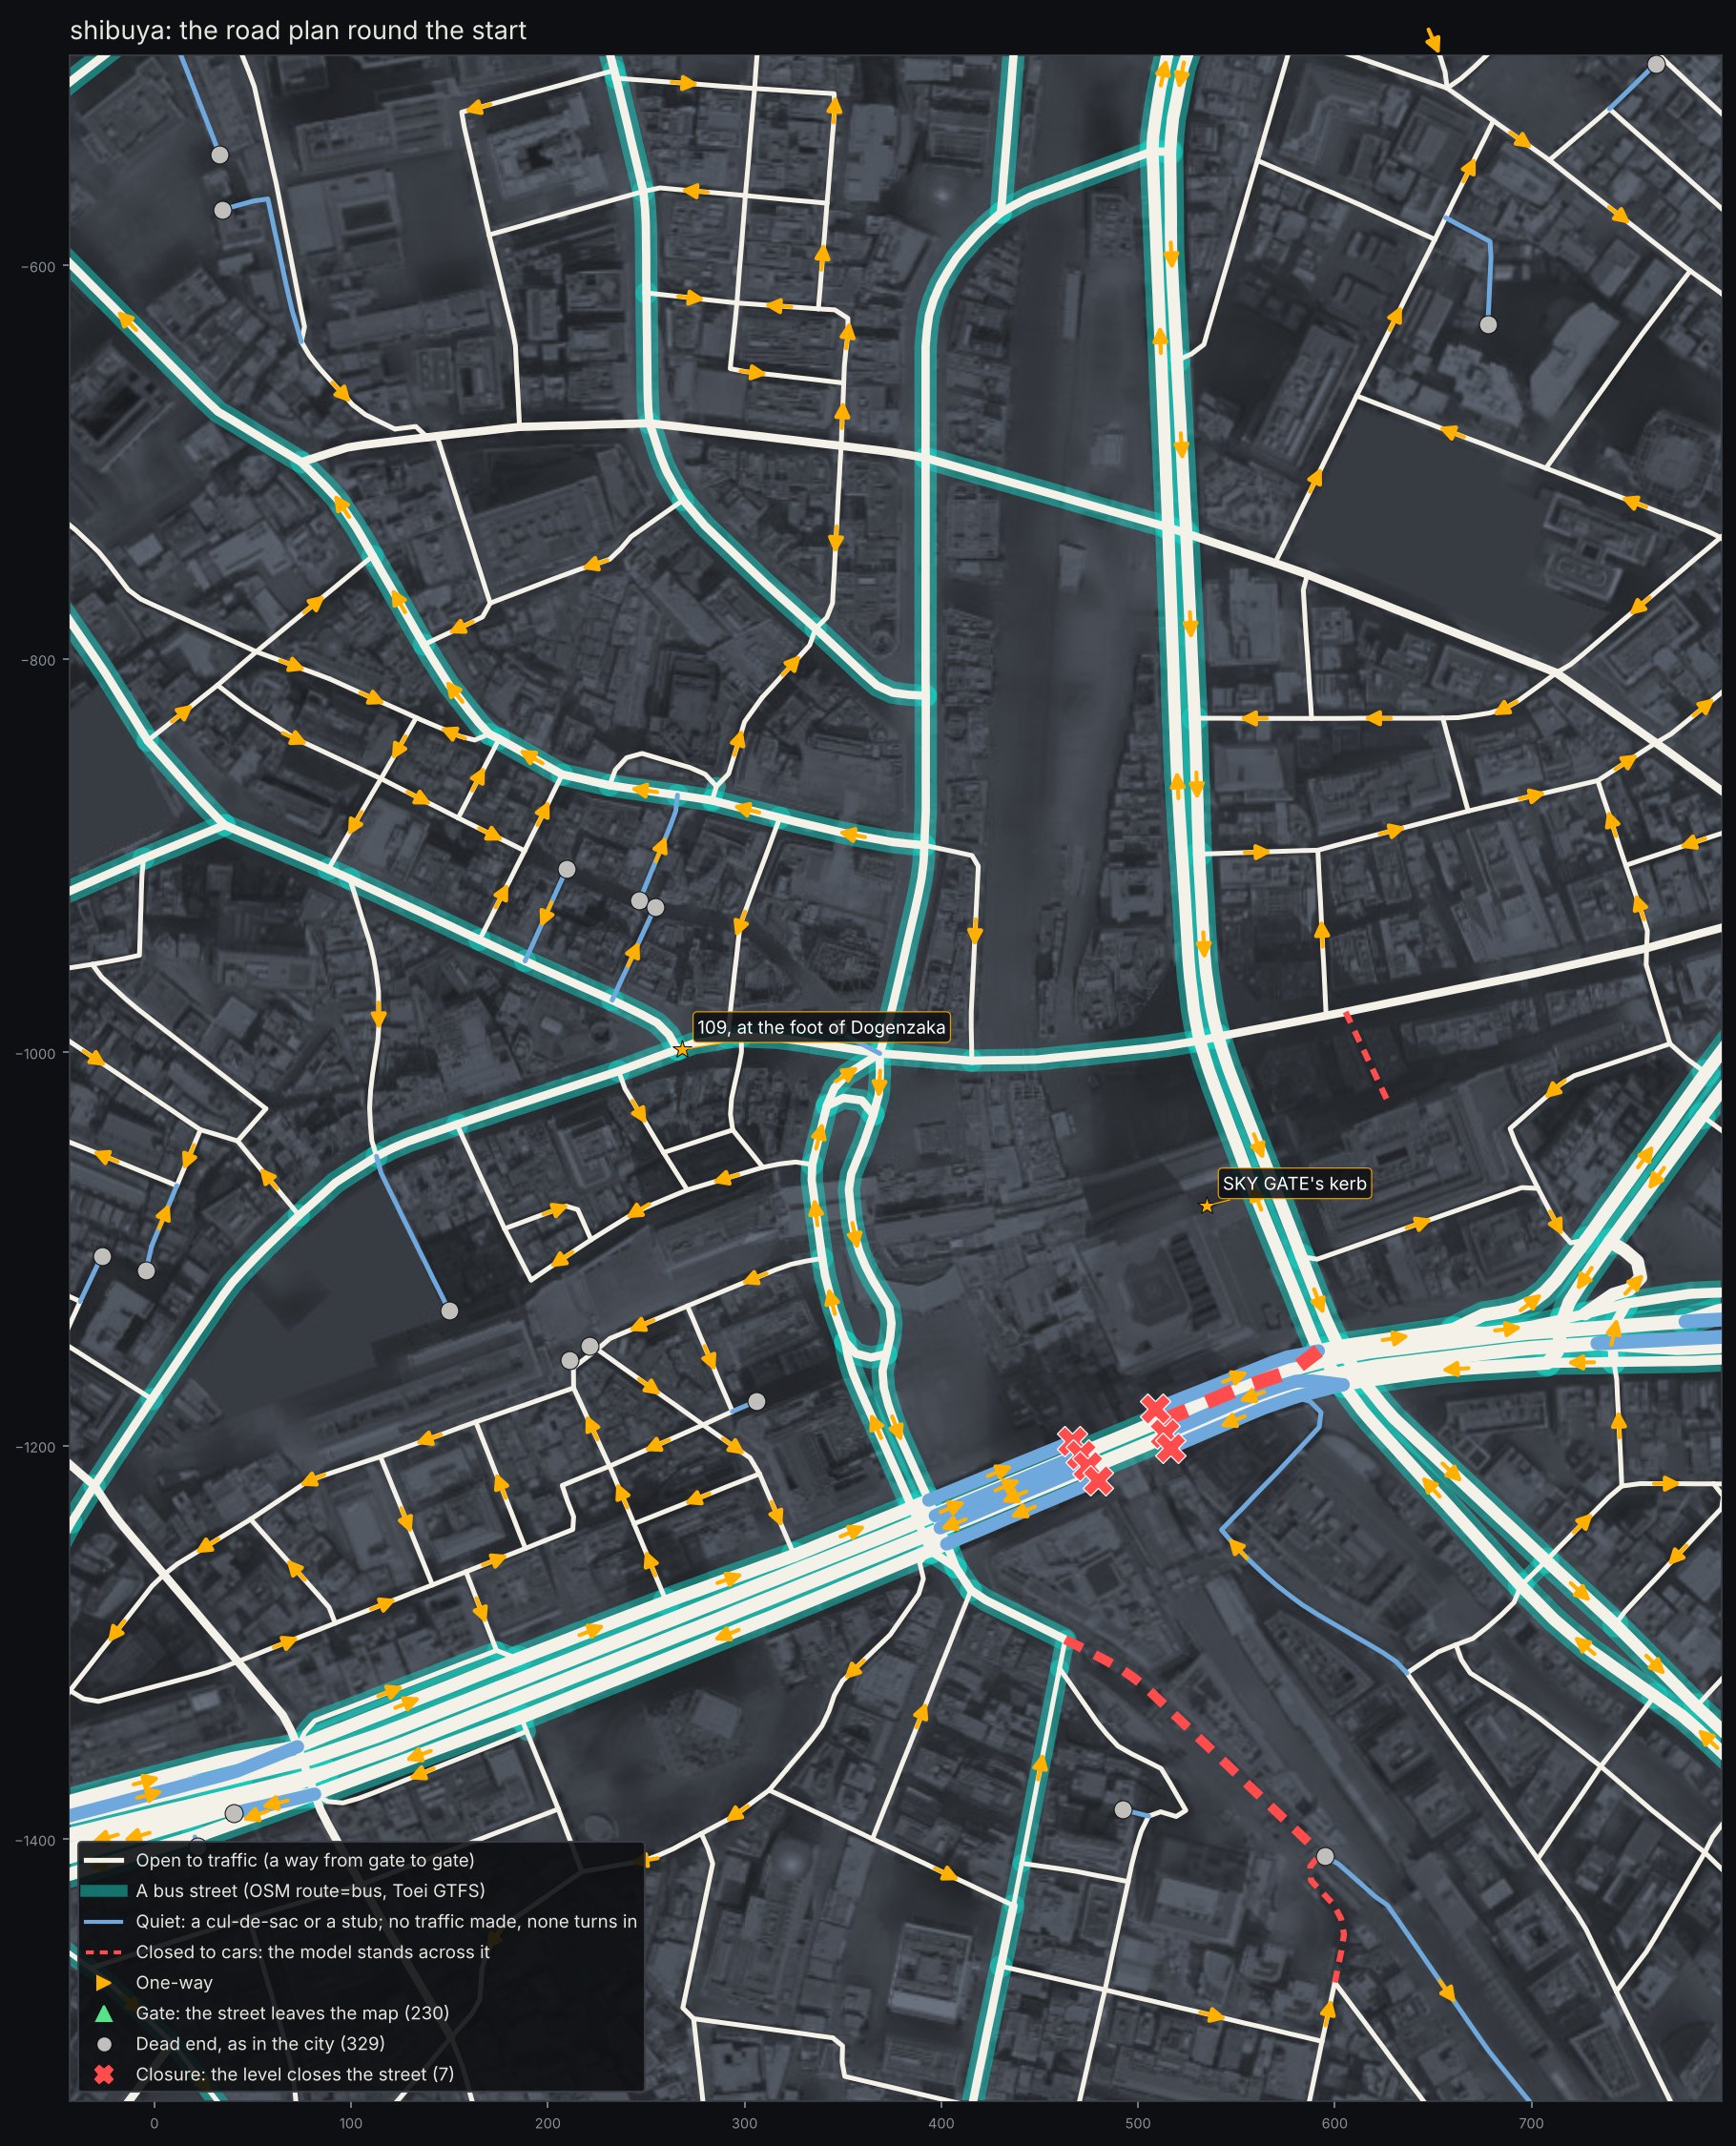 shibuya: the road plan round the start
−600
−800
−1000
−1200
−1400
109, at the foot of Dogenzaka
SKY GATE's kerb
Open to traffic (a way from gate to gate)
A bus street (OSM route=bus, Toei GTFS)
Quiet: a cul-de-sac or a stub; no traffic made, none turns in
Closed to cars: the model stands across it
One-way
Gate: the street leaves the map (230)
Dead end, as in the city (329)
Closure: the level closes the street (7)
0 100 200 300 400 500 600 700